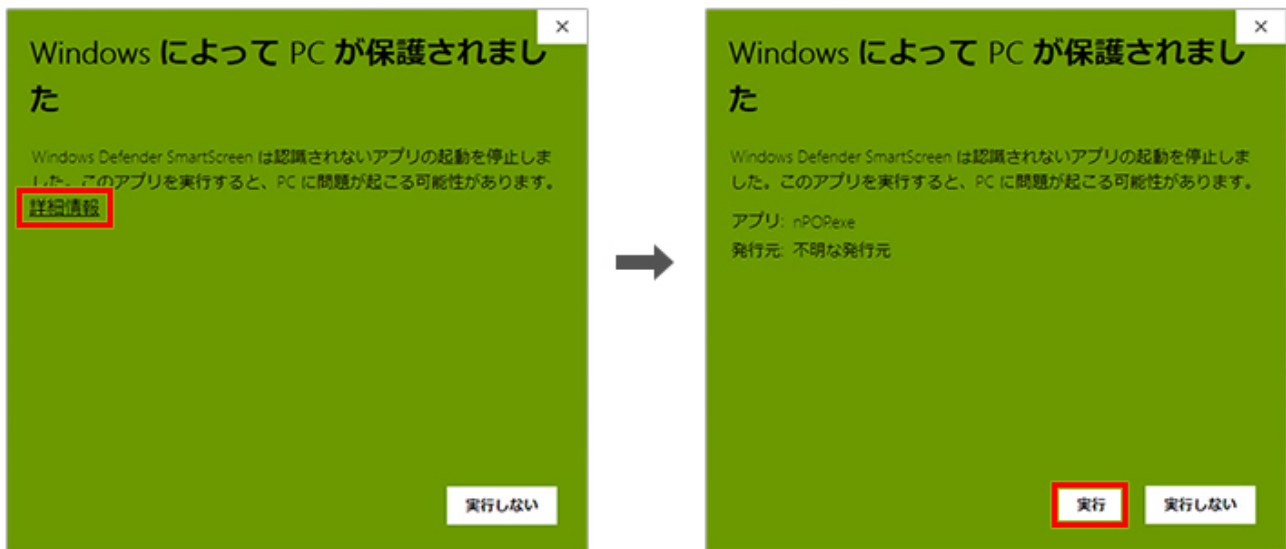 Windows によって PC が保護されまし
た
Windows Defender SmartScreen は認識されないアプリの起動を停止しま
した。このアプリを実行すると、PC に問題が起こる可能性があります。
詳細情報
実行しない
Windows によって PC が保護されまし
た
Windows Defender SmartScreen は認識されないアプリの起動を停止しま
した。このアプリを実行すると、PC に問題が起こる可能性があります。
アプリ: nPOP.exe
発行元: 不明な発行元
実行
実行しない